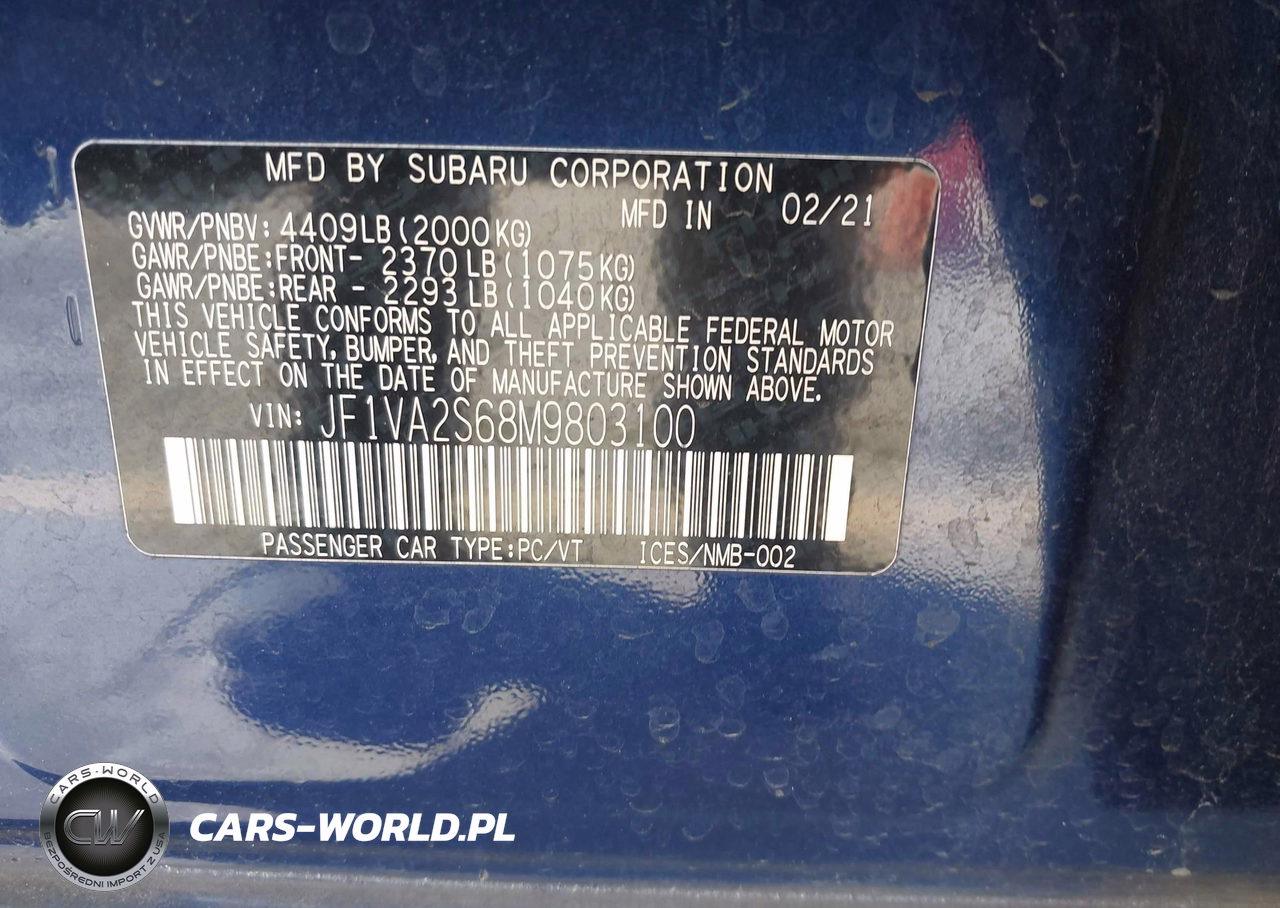 MFD BY SUBARU CORPORATION
MFD IN 02/21
GVWR/PNBV: 4409LB(2000KG)
GAWR/PNBE:FRONT- 2370LB(1075KG)
GAWR/PNBE:REAR - 2293LB(1040KG)
THIS VEHICLE CONFORMS TO ALL APPLICABLE FEDERAL MOTOR
VEHICLE SAFETY, BUMPER, AND THEFT PREVENTION STANDARDS
IN EFFECT ON THE DATE OF MANUFACTURE SHOWN ABOVE.
VIN: JF1VA2S68M9803100
PASSENGER CAR TYPE:PC/VT ICES/NMB-002
CARS-WORLD
CW
BEZPOŚREDNI IMPORT Z USA
CARS-WORLD.PL